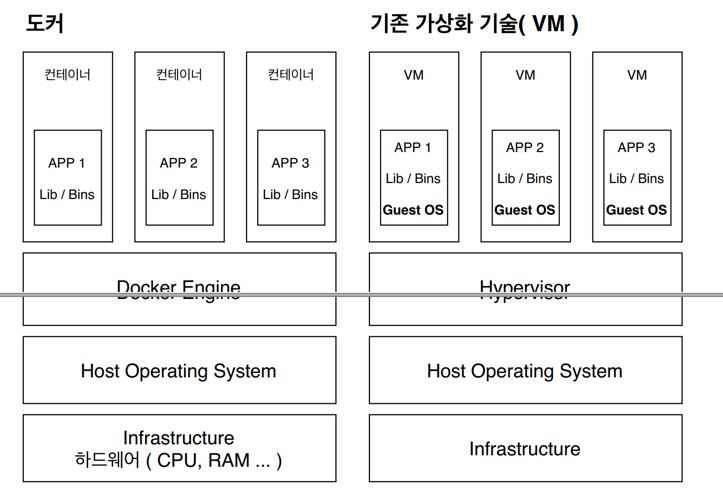 도커
컨테이너
APP 1
Lib / Bins
컨테이너
APP 2
Lib / Bins
컨테이너
APP 3
Lib / Bins
Docker Engine
Host Operating System
Infrastructure
하드웨어 ( CPU, RAM ... )
기존 가상화 기술( VM )
VM
APP 1
Lib / Bins
Guest OS
VM
APP 2
Lib / Bins
Guest OS
VM
APP 3
Lib / Bins
Guest OS
Hypervisor
Host Operating System
Infrastructure